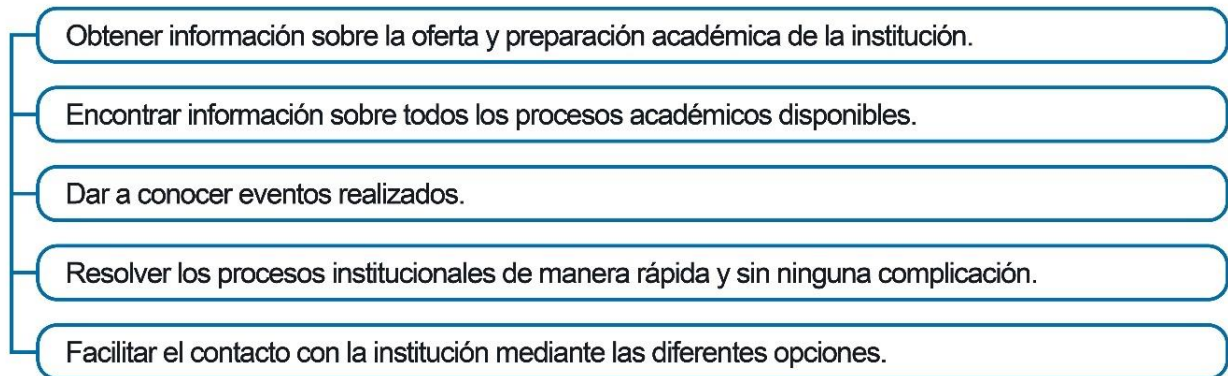 Obtener información sobre la oferta y preparación académica de la institución.
Encontrar información sobre todos los procesos académicos disponibles.
Dar a conocer eventos realizados.
Resolver los procesos institucionales de manera rápida y sin ninguna complicación.
Facilitar el contacto con la institución mediante las diferentes opciones.